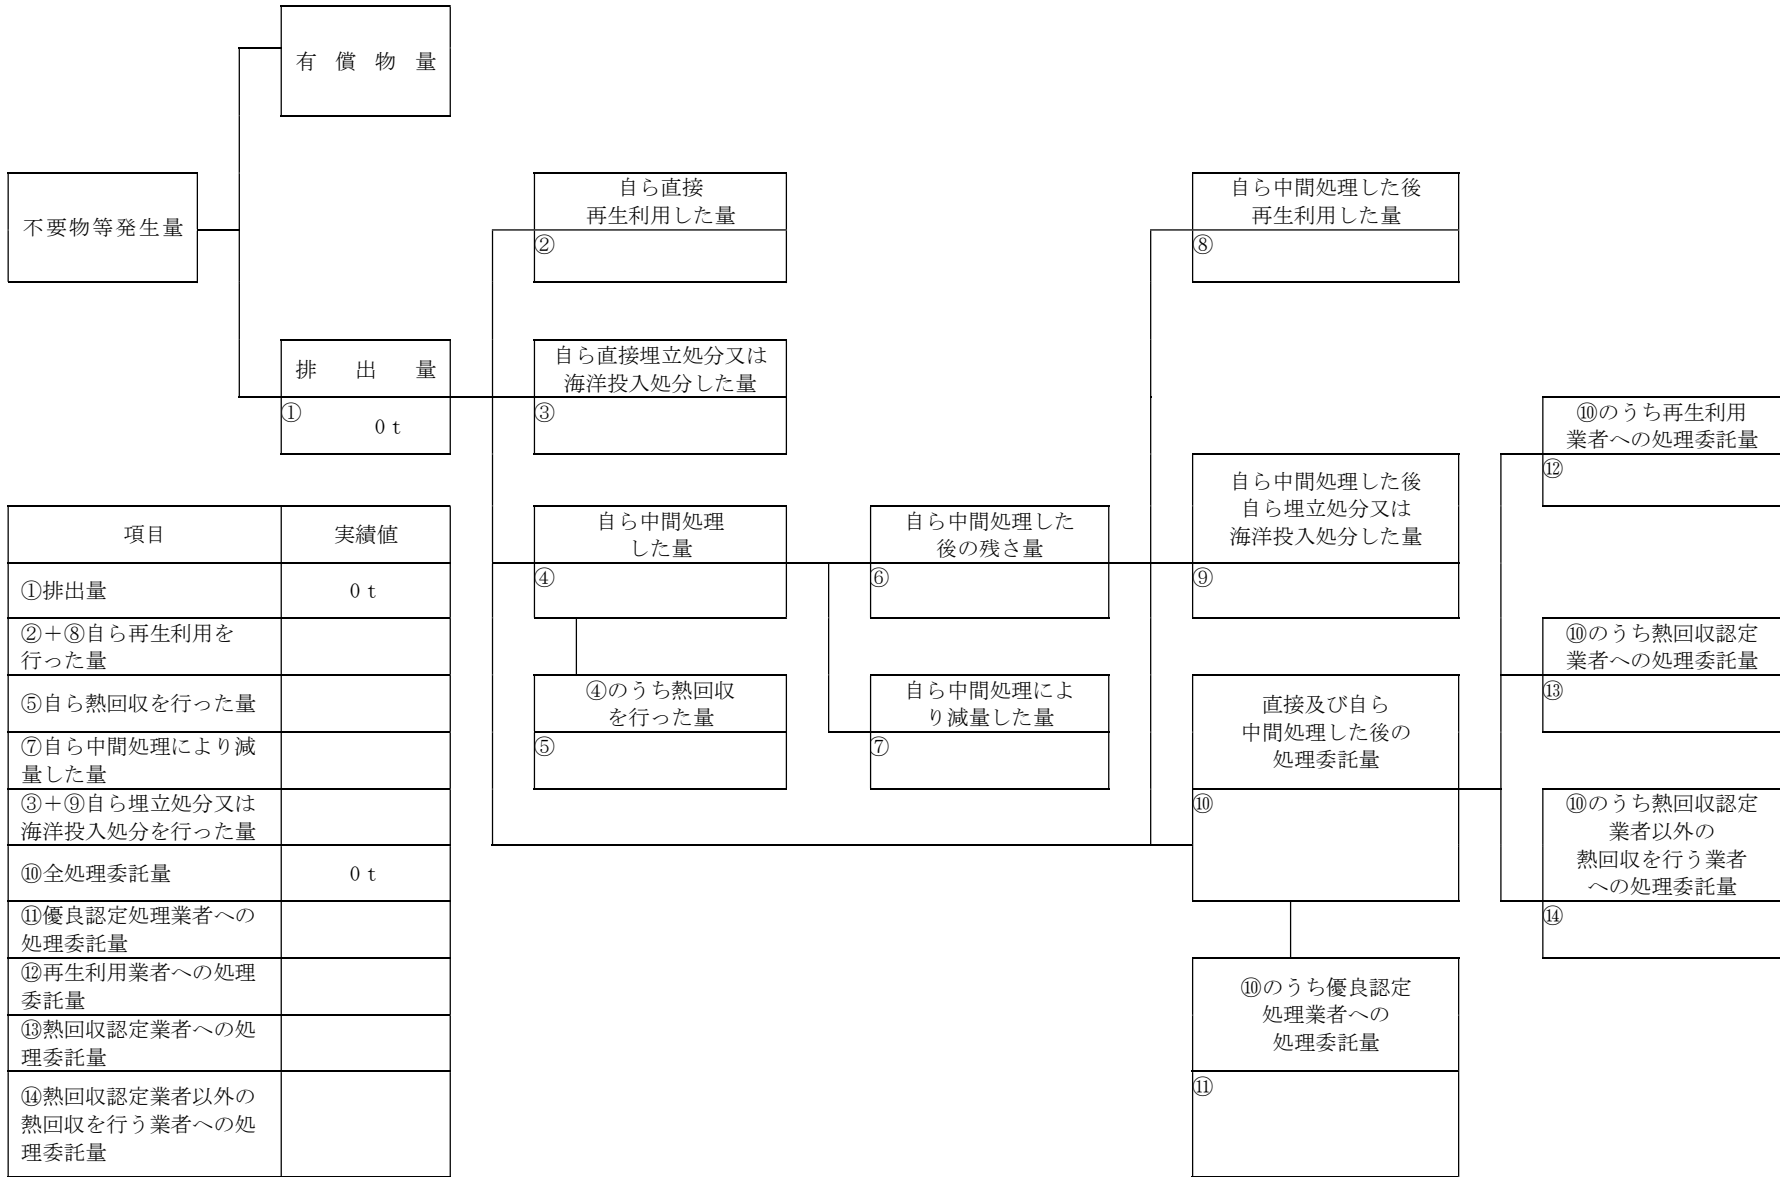 有償物量
不要物等発生量
自ら直接
再生利用した量
②
自ら中間処理した後
再生利用した量
⑧
排出量
①
0 t
自ら直接埋立処分又は
海洋投入処分した量
③
⑩のうち再生利用
業者への処理委託量
⑫
自ら中間処理
した量
④
自ら中間処理した
後の残さ量
⑥
自ら中間処理した後
自ら埋立処分又は
海洋投入処分した量
⑨
④のうち熱回収
を行った量
⑤
自ら中間処理によ
り減量した量
⑦
直接及び自ら
中間処理した後の
処理委託量
⑩
⑩のうち熱回収認定
業者への処理委託量
⑬
⑩のうち熱回収認定
業者以外の
熱回収を行う業者
への処理委託量
⑭
⑩のうち優良認定
処理業者への
処理委託量
⑪
項目 実績値
①排出量 0 t
②＋⑧自ら再生利用を
行った量
⑤自ら熱回収を行った量
⑦自ら中間処理により減
量した量
③＋⑨自ら埋立処分又は
海洋投入処分を行った量
⑩全処理委託量 0 t
⑪優良認定処理業者への
処理委託量
⑫再生利用業者への処理
委託量
⑬熱回収認定業者への処
理委託量
⑭熱回収認定業者以外の
熱回収を行う業者への処
理委託量